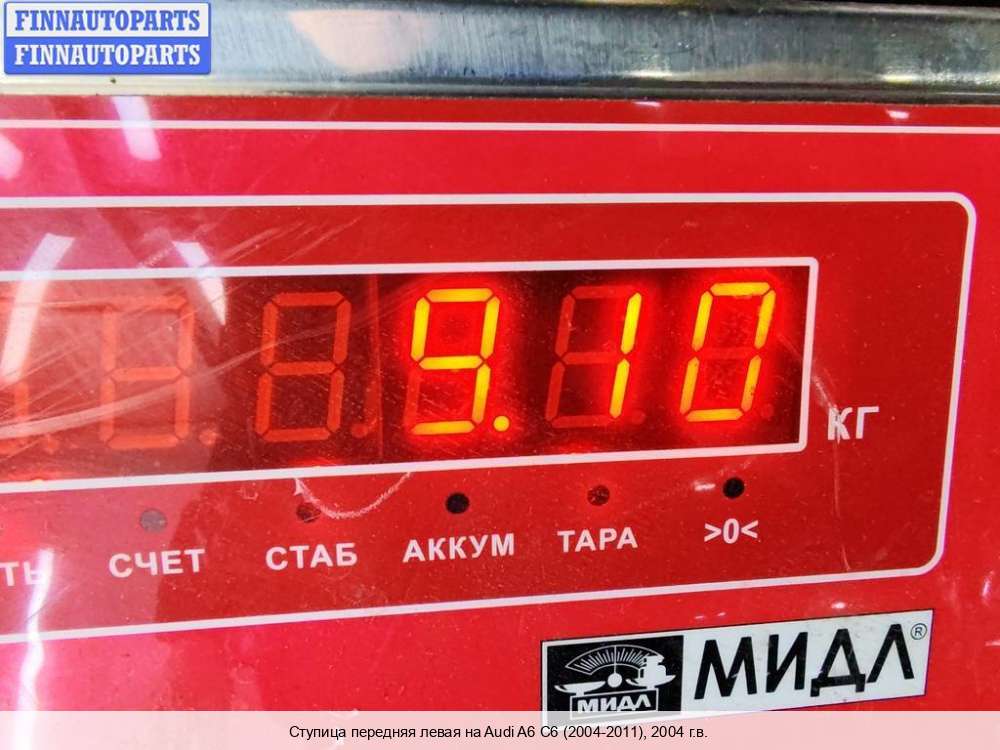 FINNAUTOPARTS
FINNAUTOPARTS
9.10
КГ
СЧЕТ СТАБ АККУМ ТАРА >0<
МИДЛ®
МИДЛ
Ступица передняя левая на Audi A6 C6 (2004-2011), 2004 г.в.